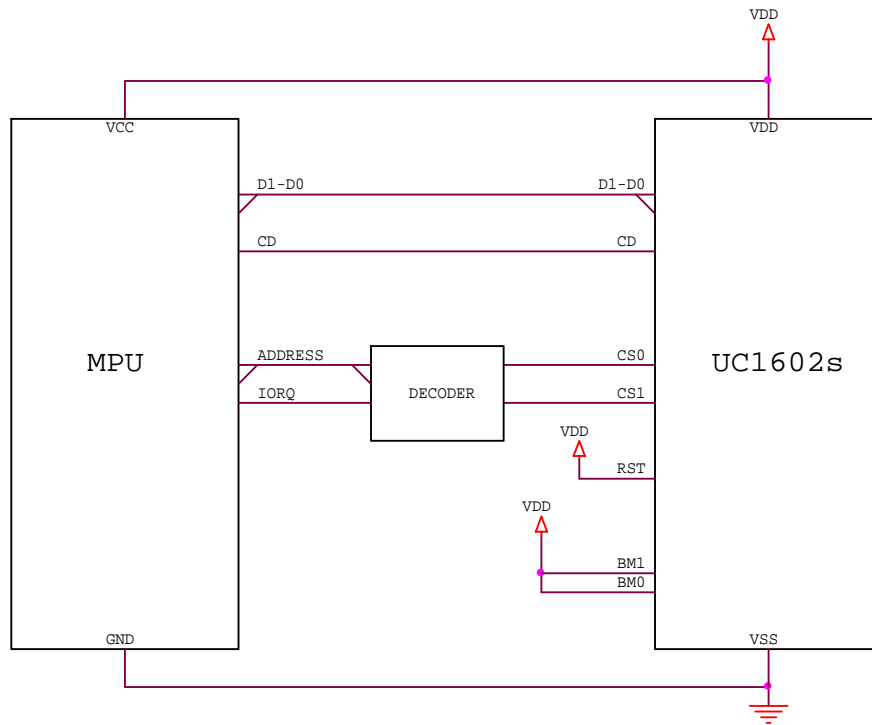 VDD
VCC VDD
D1-D0 D1-D0
CD CD
ADDRESS CS0
MPU UC1602s
IORQ DECODER CS1
VDD
RST
VDD
BM1
BM0
GND VSS